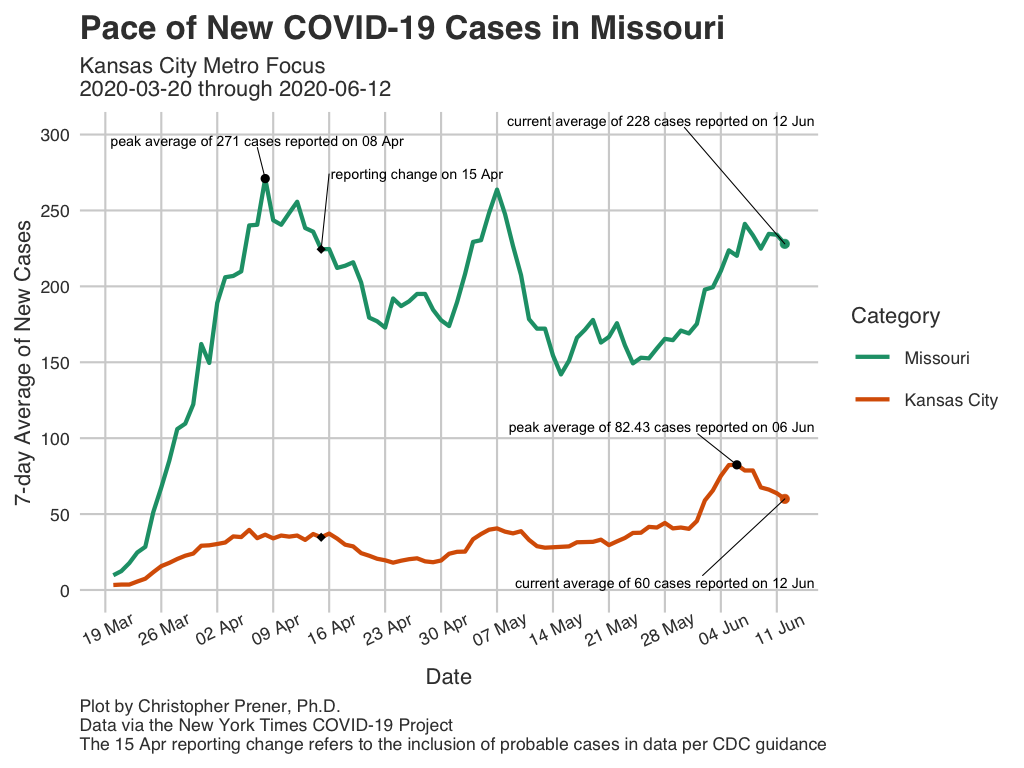 Pace of New COVID-19 Cases in Missouri
Kansas City Metro Focus
2020-03-20 through 2020-06-12
current average of 228 cases reported on 12 Jun
peak average of 271 cases reported on 08 Apr
reporting change on 15 Apr
peak average of 82.43 cases reported on 06 Jun
current average of 60 cases reported on 12 Jun
7-day Average of New Cases
300
250
200
150
100
50
0
19 Mar
26 Mar
02 Apr
09 Apr
16 Apr
23 Apr
30 Apr
07 May
14 May
21 May
28 May
04 Jun
11 Jun
Date
Category
Missouri
Kansas City
Plot by Christopher Prener, Ph.D.
Data via the New York Times COVID-19 Project
The 15 Apr reporting change refers to the inclusion of probable cases in data per CDC guidance